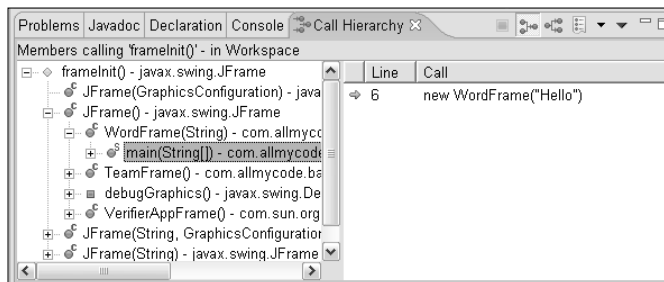 Problems Javadoc Declaration Console Call Hierarchy
Members calling 'frameInit()' - in Workspace
frameInit() - javax.swing.JFrame
JFrame(GraphicsConfiguration) - java
JFrame() - javax.swing.JFrame
WordFrame(String) - com.allmyco
main(String[]) - com.allmycode
TeamFrame() - com.allmycode.ba
debugGraphics() - javax.swing.De
VerifierAppFrame() - com.sun.org
JFrame(String, GraphicsConfiguration
JFrame(String) - javax.swing.JFrame
Line Call
6 new WordFrame("Hello")